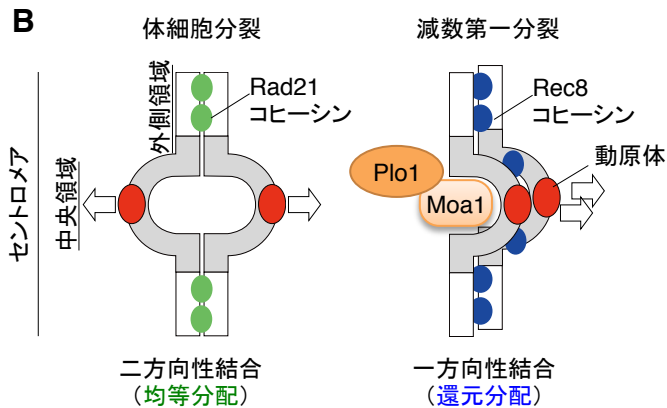 B
体細胞分裂
減数第一分裂
セントロメア
外側領域
中央領域
Rad21
コヒーシン
Rec8
コヒーシン
動原体
Plo1
Moa1
二方向性結合
（均等分配）
一方向性結合
（還元分配）